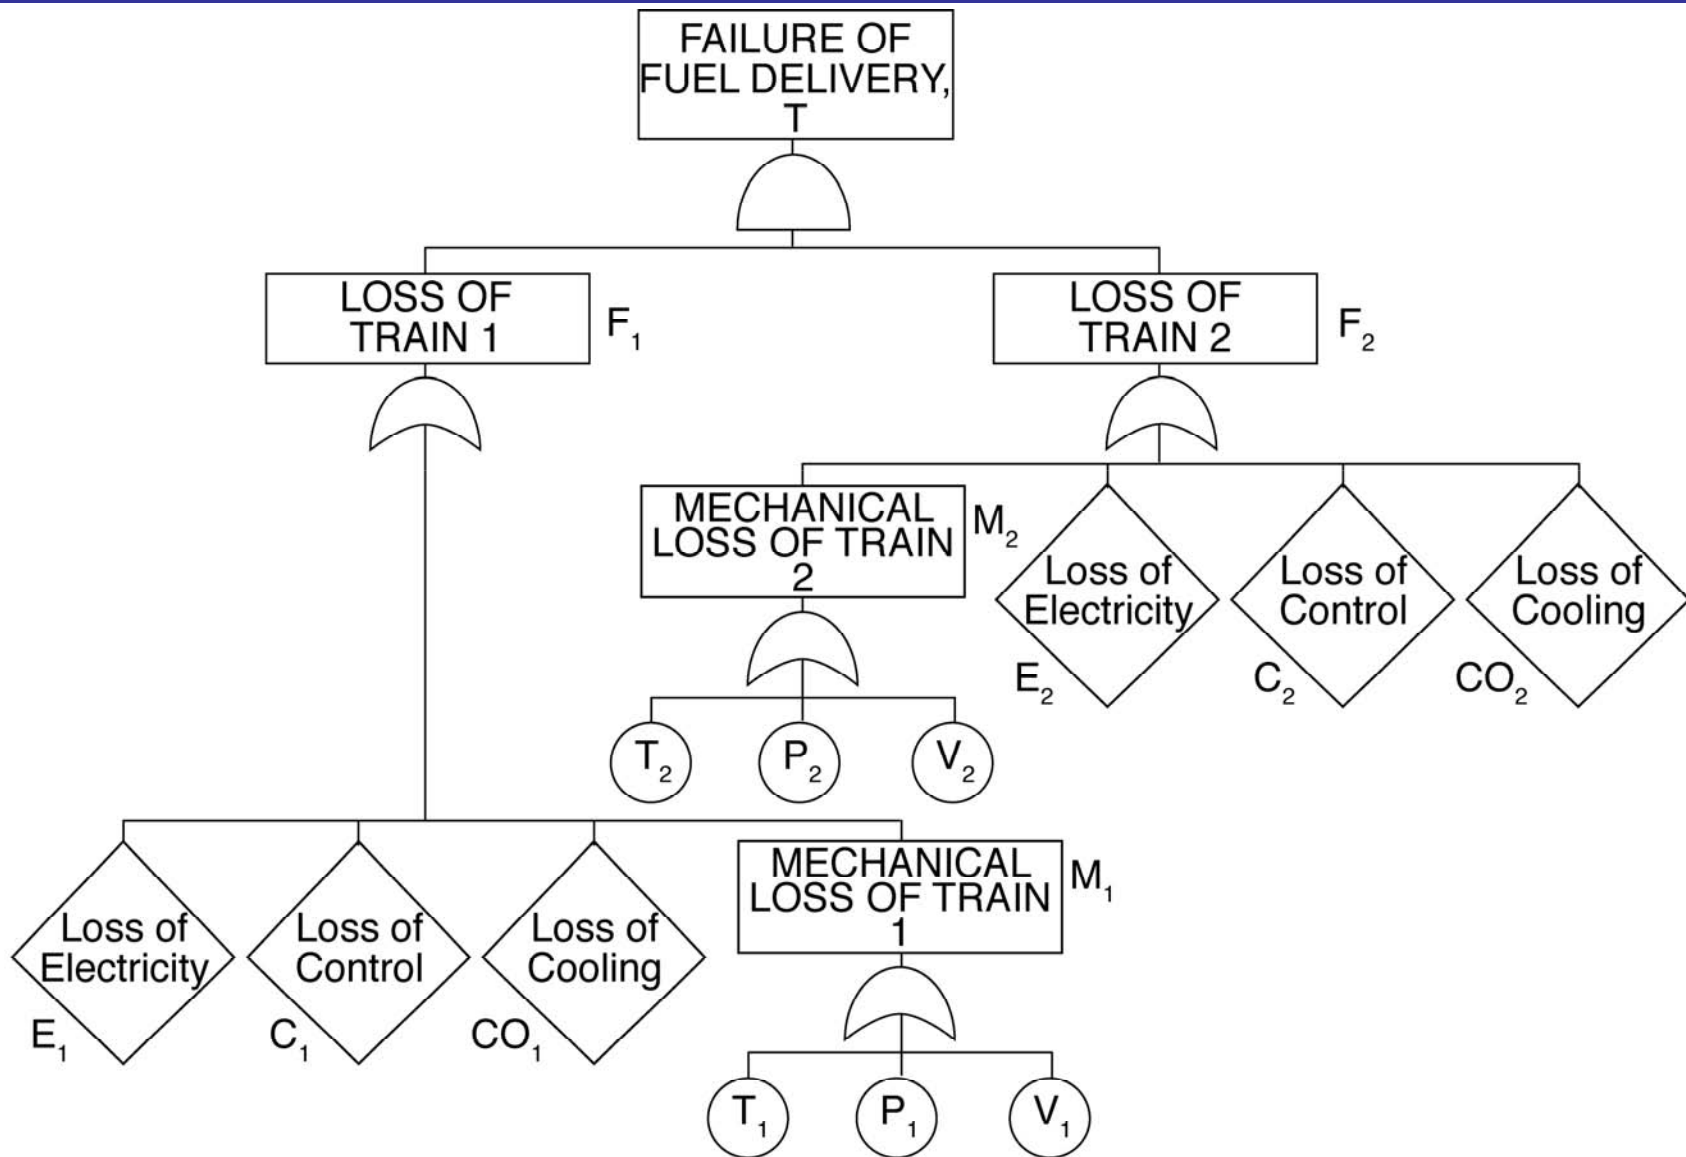 FAILURE OF
FUEL DELIVERY,
T
LOSS OF
TRAIN 1
F₁
LOSS OF
TRAIN 2
F₂
MECHANICAL
LOSS OF TRAIN
2
M₂
Loss of
Electricity
E₂
Loss of
Control
C₂
Loss of
Cooling
CO₂
T₂
P₂
V₂
Loss of
Electricity
E₁
Loss of
Control
C₁
Loss of
Cooling
CO₁
MECHANICAL
LOSS OF TRAIN
1
M₁
T₁
P₁
V₁